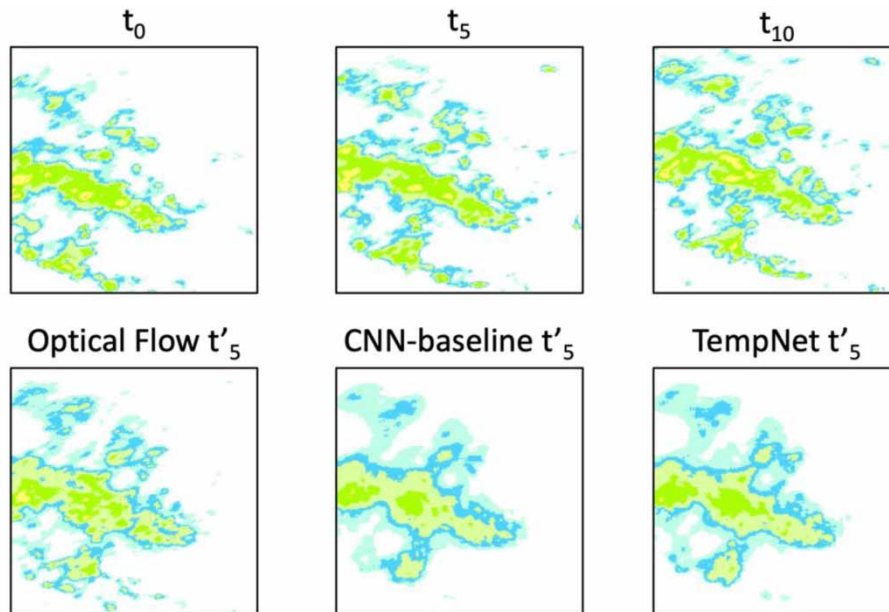 t₀
t₅
t₁₀
Optical Flow t’₅
CNN-baseline t’₅
TempNet t’₅